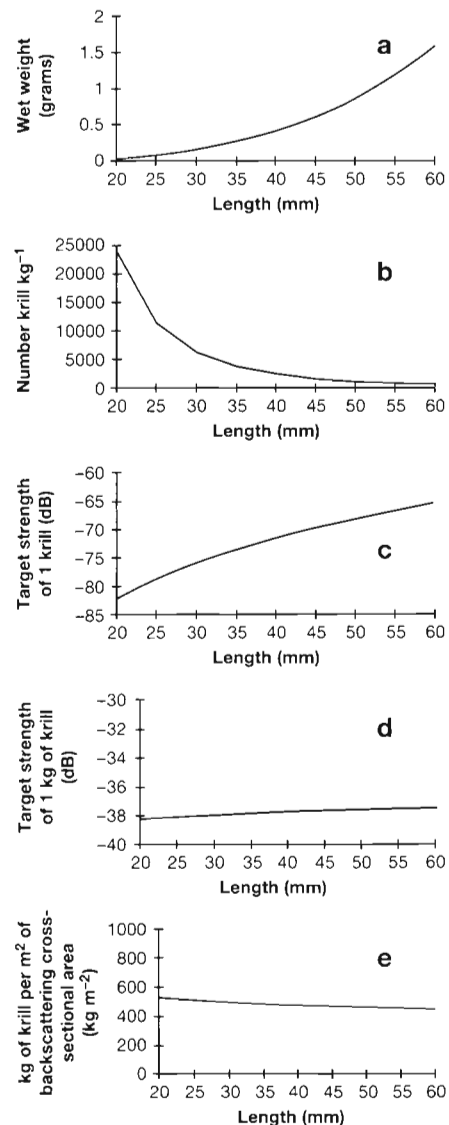 a
Wet weight
(grams)
2
1.5
1
0.5
0
20 25 30 35 40 45 50 55 60
Length (mm)
b
Number krill kg⁻¹
25000
20000
15000
10000
5000
0
20 25 30 35 40 45 50 55 60
Length (mm)
c
Target strength
of 1 krill (dB)
−60
−65
−70
−75
−80
−85
20 25 30 35 40 45 50 55 60
Length (mm)
d
Target strength
of 1 kg of krill
(dB)
−30
−32
−34
−36
−38
−40
20 25 30 35 40 45 50 55 60
Length (mm)
e
kg of krill per m² of
backscattering cross-
sectional area
(kg m⁻²)
1000
800
600
400
200
0
20 25 30 35 40 45 50 55 60
Length (mm)